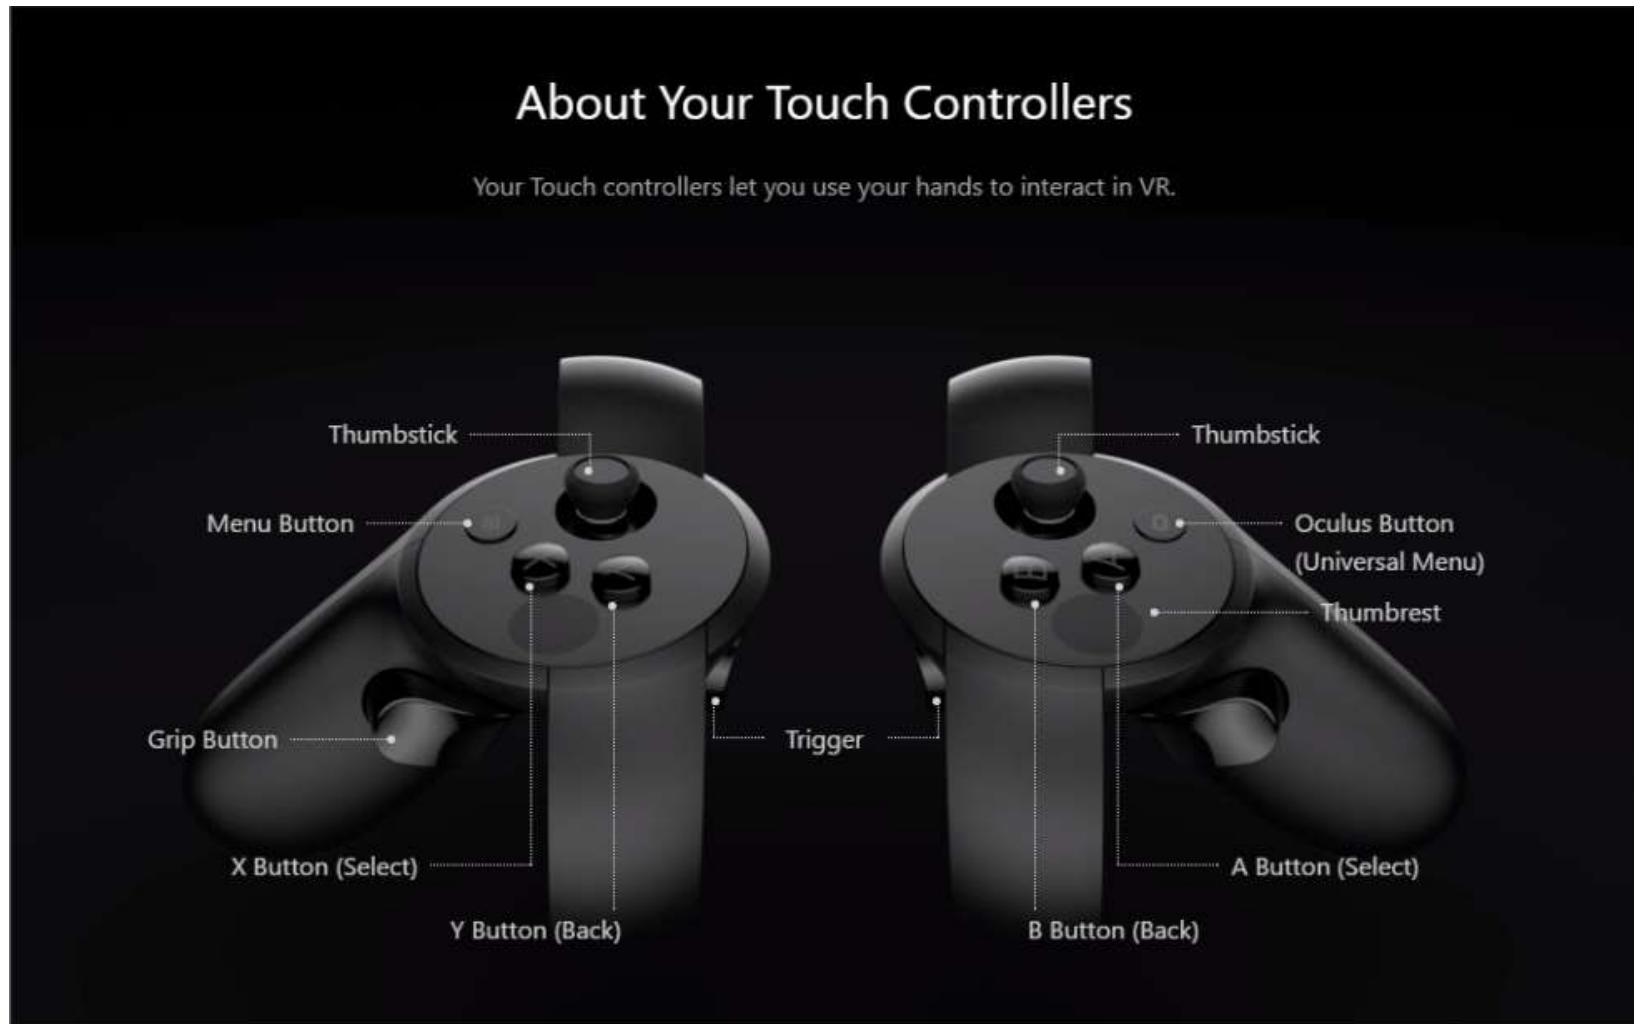 About Your Touch Controllers
Your Touch controllers let you use your hands to interact in VR.
Thumbstick
Thumbstick
Menu Button
Oculus Button
(Universal Menu)
Thumbrest
Grip Button
Trigger
X Button (Select)
A Button (Select)
Y Button (Back)
B Button (Back)
X
Y
B
A